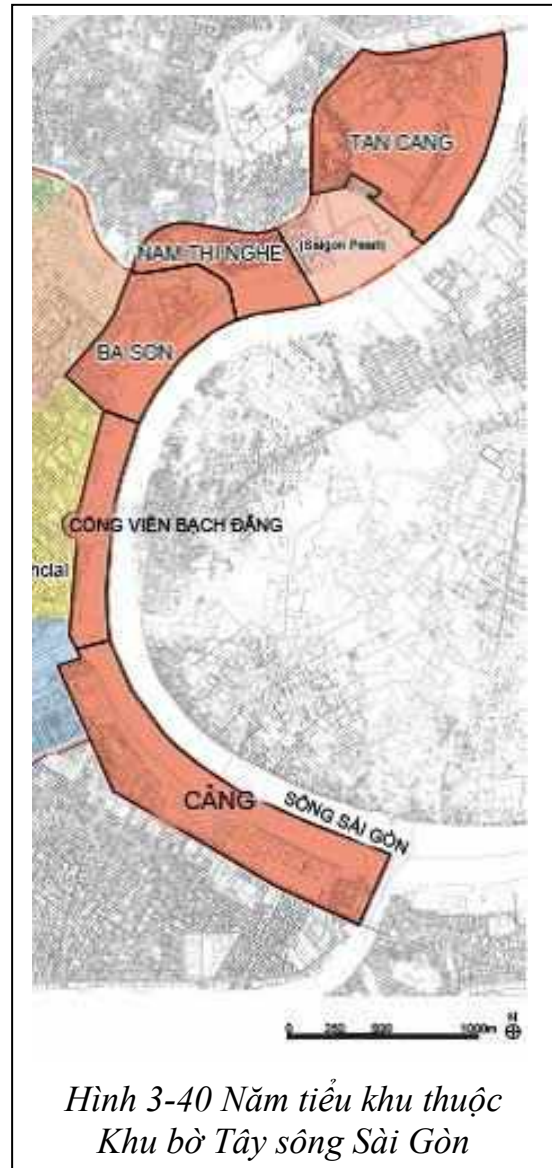 TAN CANG
(Saigon Pearl)
NAM THI NGHE
BA SON
CÔNG VIÊN BẠCH ĐẰNG
ncial
CẢNG
SÔNG SÀI GÒN
N
0 250 500 1000m
Hình 3-40 Năm tiểu khu thuộc
Khu bờ Tây sông Sài Gòn